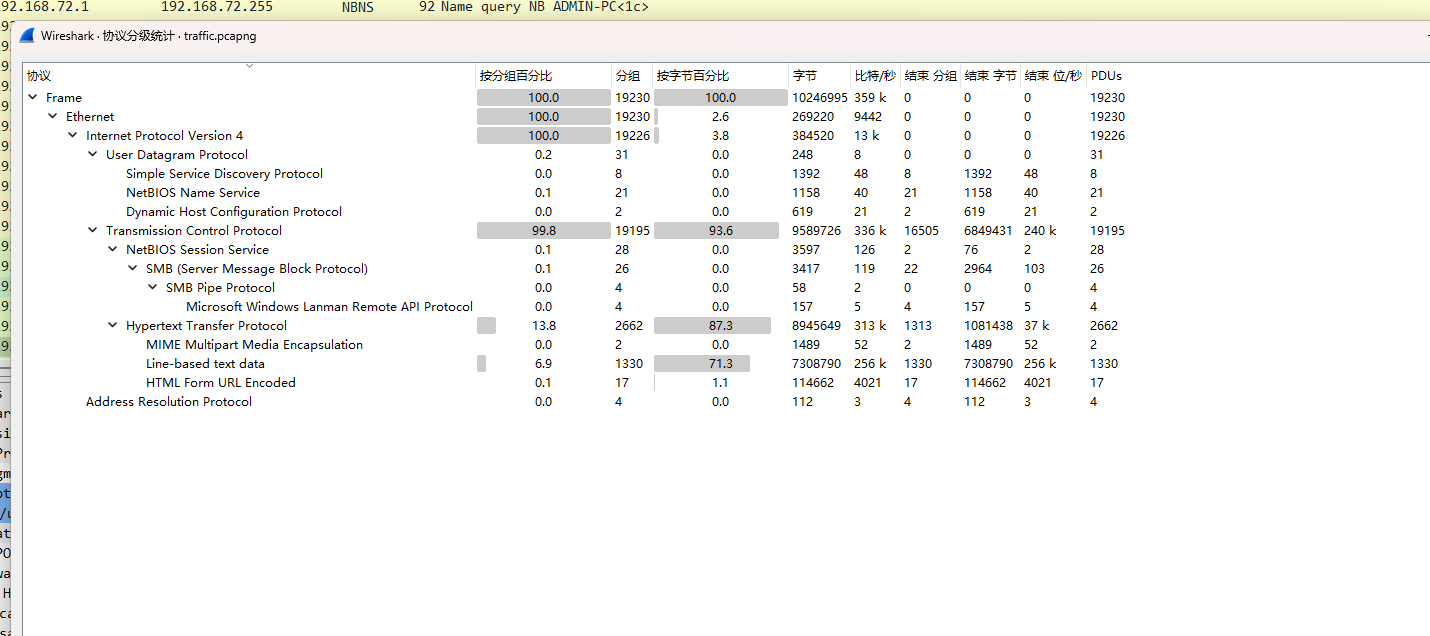 92.168.72.1 192.168.72.255 NBNS 92 Name query NB ADMIN-PC<1c>
Wireshark · 协议分级统计 · traffic.pcapng
协议 按分组百分比 分组 按字节百分比 字节 比特/秒 结束 分组 结束 字节 结束 位/秒 PDUs
Frame 100.0 19230 100.0 10246995 359 k 0 0 0 19230
Ethernet 100.0 19230 2.6 269220 9442 0 0 0 19230
Internet Protocol Version 4 100.0 19226 3.8 384520 13 k 0 0 0 19226
User Datagram Protocol 0.2 31 0.0 248 8 0 0 0 31
Simple Service Discovery Protocol 0.0 8 0.0 1392 48 8 1392 48 8
NetBIOS Name Service 0.1 21 0.0 1158 40 21 1158 40 21
Dynamic Host Configuration Protocol 0.0 2 0.0 619 21 2 619 21 2
Transmission Control Protocol 99.8 19195 93.6 9589726 336 k 16505 6849431 240 k 19195
NetBIOS Session Service 0.1 28 0.0 3597 126 2 76 2 28
SMB (Server Message Block Protocol) 0.1 26 0.0 3417 119 22 2964 103 26
SMB Pipe Protocol 0.0 4 0.0 58 2 0 0 0 4
Microsoft Windows Lanman Remote API Protocol 0.0 4 0.0 157 5 4 157 5 4
Hypertext Transfer Protocol 13.8 2662 87.3 8945649 313 k 1313 1081438 37 k 2662
MIME Multipart Media Encapsulation 0.0 2 0.0 1489 52 2 1489 52 2
Line-based text data 6.9 1330 71.3 7308790 256 k 1330 7308790 256 k 1330
HTML Form URL Encoded 0.1 17 1.1 114662 4021 17 114662 4021 17
Address Resolution Protocol 0.0 4 0.0 112 3 4 112 3 4